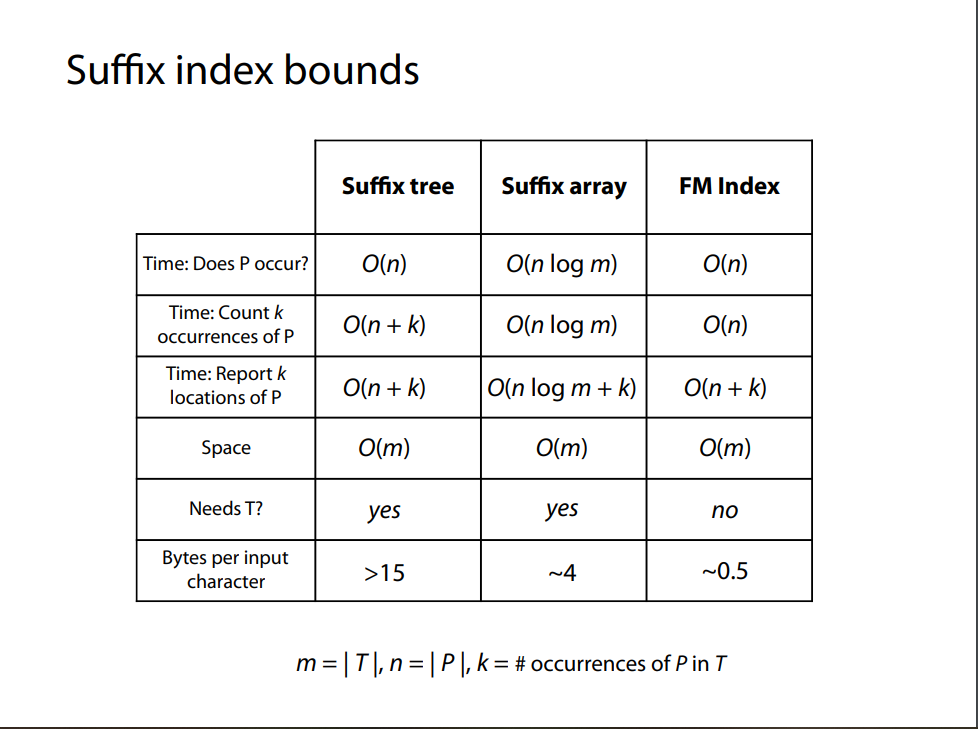 Suffix index bounds
Suffix tree Suffix array FM Index
Time: Does P occur? O(n) O(n log m) O(n)
Time: Count k
occurrences of P O(n + k) O(n log m) O(n)
Time: Report k
locations of P O(n + k) O(n log m + k) O(n + k)
Space O(m) O(m) O(m)
Needs T? yes yes no
Bytes per input
character >15 ~4 ~0.5
m = | T |, n = | P |, k = # occurrences of P in T